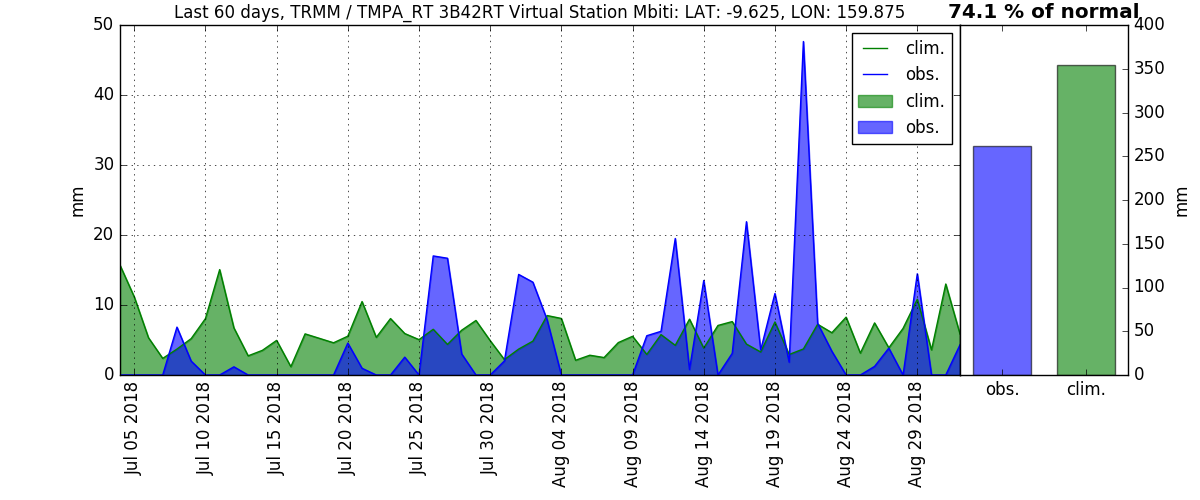 Last 60 days, TRMM / TMPA_RT 3B42RT Virtual Station Mbiti: LAT: -9.625, LON: 159.875
74.1 % of normal
50
40
30
20
10
0
mm
clim.
obs.
clim.
obs.
400
350
300
250
200
150
100
50
0
mm
obs.
clim.
Jul 05 2018
Jul 10 2018
Jul 15 2018
Jul 20 2018
Jul 25 2018
Jul 30 2018
Aug 04 2018
Aug 09 2018
Aug 14 2018
Aug 19 2018
Aug 24 2018
Aug 29 2018